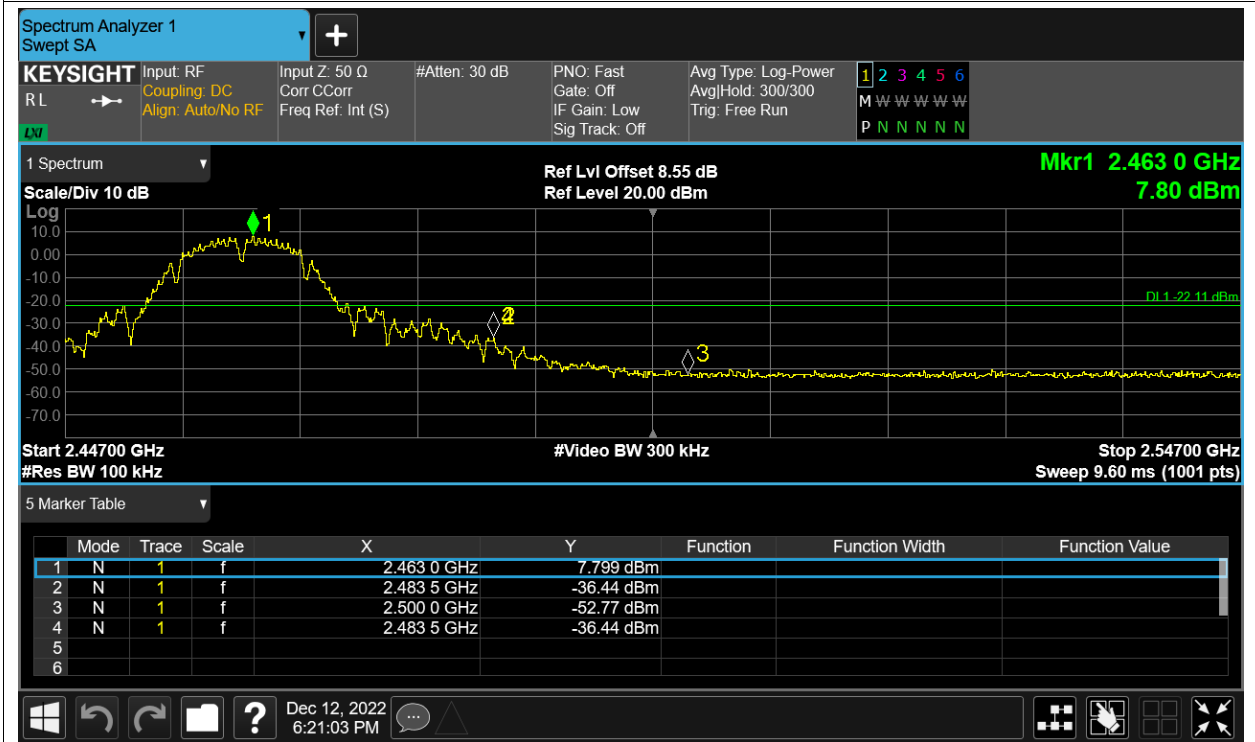 Spectrum Analyzer 1
Swept SA
+
KEYSIGHT
R L
LXI
Input: RF
Coupling: DC
Align: Auto/No RF
Input Z: 50 Ω
Corr CCorr
Freq Ref: Int (S)
#Atten: 30 dB
PNO: Fast
Gate: Off
IF Gain: Low
Sig Track: Off
Avg Type: Log-Power
Avg|Hold: 300/300
Trig: Free Run
1 2 3 4 5 6
M W W W W W
P N N N N N
1 Spectrum
Scale/Div 10 dB
Ref Lvl Offset 8.55 dB
Ref Level 20.00 dBm
Mkr1 2.463 0 GHz
7.80 dBm
Log
10.0
0.00
-10.0
-20.0
-30.0
-40.0
-50.0
-60.0
-70.0
1
3
DL1 -22.11 dBm
Start 2.44700 GHz
#Res BW 100 kHz
#Video BW 300 kHz
Stop 2.54700 GHz
Sweep 9.60 ms (1001 pts)
5 Marker Table
Mode Trace Scale X Y Function Function Width Function Value
1 N 1 f 2.463 0 GHz 7.799 dBm
2 N 1 f 2.483 5 GHz -36.44 dBm
3 N 1 f 2.500 0 GHz -52.77 dBm
4 N 1 f 2.483 5 GHz -36.44 dBm
5
6
?
Dec 12, 2022
6:21:03 PM